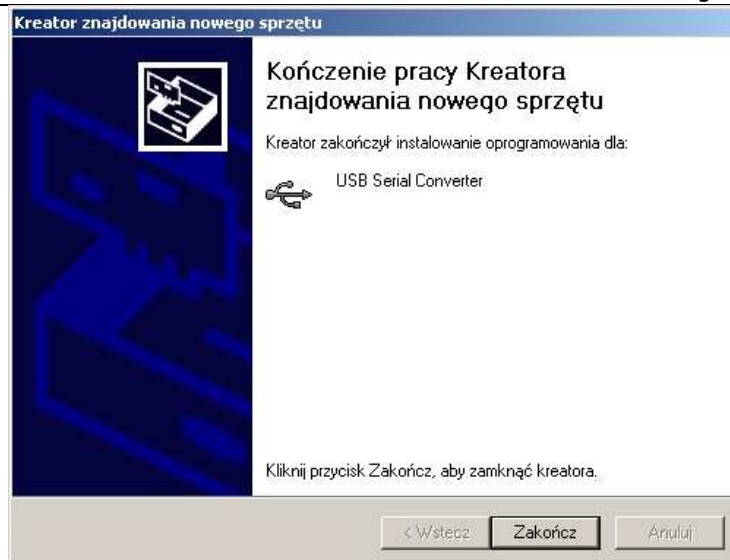 Kreator znajdowania nowego sprzętu
Kończenie pracy Kreatora
znajdowania nowego sprzętu
Kreator zakończył instalowanie oprogramowania dla:
USB Serial Converter
Kliknij przycisk Zakończ, aby zamknąć kreatora.
< Wstecz Zakończ Anuluj